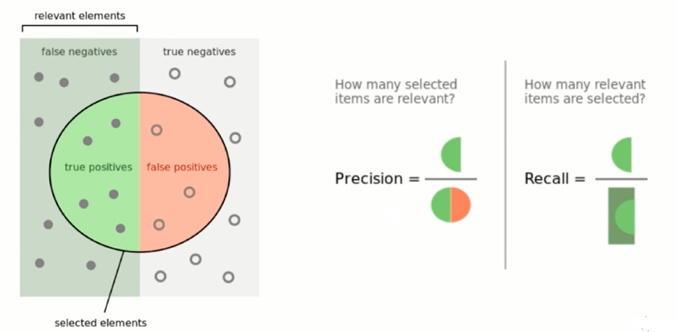 relevant elements
false negatives
true negatives
true positives
false positives
selected elements
How many selected
items are relevant?
Precision =
How many relevant
items are selected?
Recall =